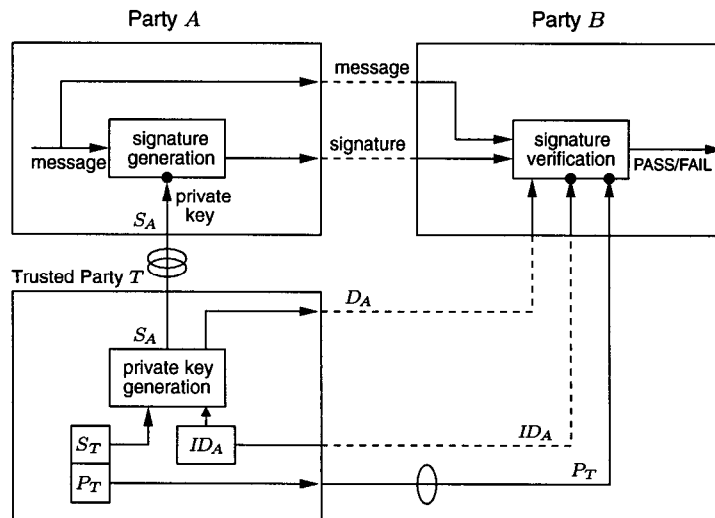 Party A
Party B
message
message
signature
generation
signature
signature
verification
PASS/FAIL
private
key
S_A
Trusted Party T
D_A
S_A
private key
generation
S_T
ID_A
ID_A
P_T
P_T